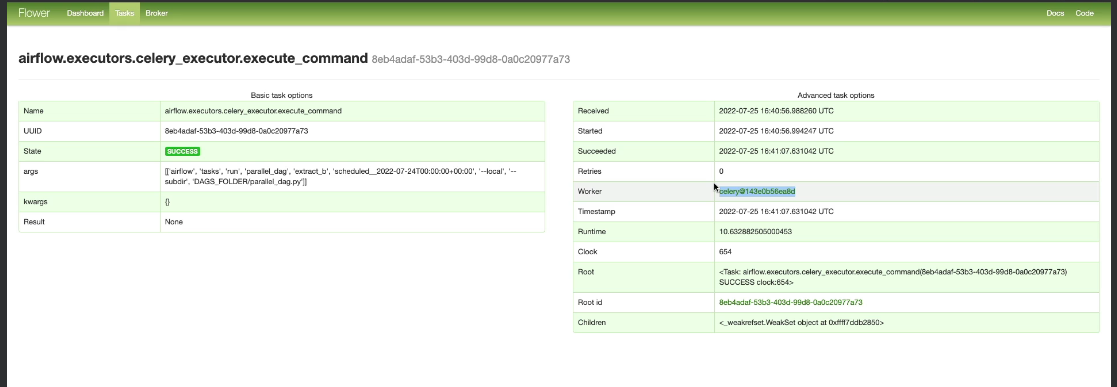 Flower Dashboard Tasks Broker Docs Code
airflow.executors.celery_executor.execute_command 8eb4adaf-53b3-403d-99d8-0a0c20977a73
Basic task options
Name airflow.executors.celery_executor.execute_command
UUID 8eb4adaf-53b3-403d-99d8-0a0c20977a73
State SUCCESS
args [['airflow', 'tasks', 'run', 'parallel_dag', 'extract_b', 'scheduled__2022-07-24T00:00:00+00:00', '--local', '--
subdir', 'DAGS_FOLDER/parallel_dag.py']]
kwargs {}
Result None
Advanced task options
Received 2022-07-25 16:40:56.988260 UTC
Started 2022-07-25 16:40:56.994247 UTC
Succeeded 2022-07-25 16:41:07.631042 UTC
Retries 0
Worker celery@143e0b56ea8d
Timestamp 2022-07-25 16:41:07.631042 UTC
Runtime 10.632882505000453
Clock 654
Root <Task: airflow.executors.celery_executor.execute_command(8eb4adaf-53b3-403d-99d8-0a0c20977a73)
SUCCESS clock:654>
Root id 8eb4adaf-53b3-403d-99d8-0a0c20977a73
Children <_weakrefset.WeakSet object at 0xffff7ddb2850>